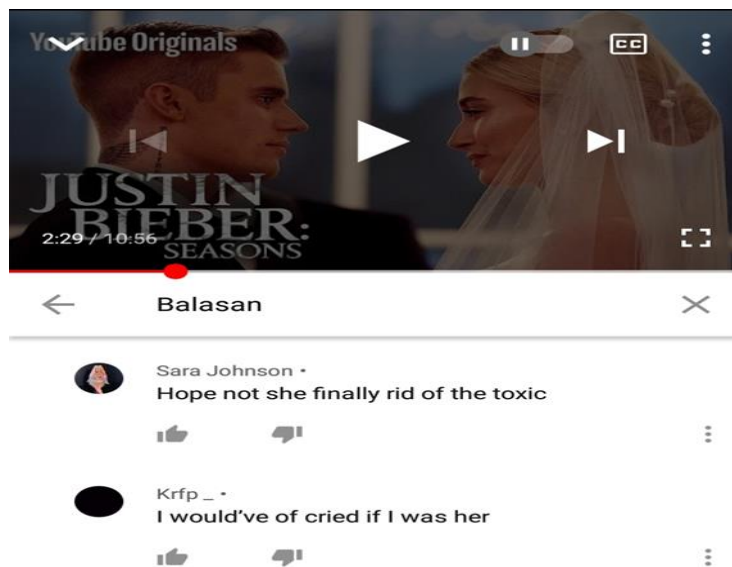 YouTube Originals
CC
JUSTIN
BIEBER:
2:29 / 10:56
SEASONS
Balasan
Sara Johnson •
Hope not she finally rid of the toxic
Krfp _ •
I would’ve of cried if I was her